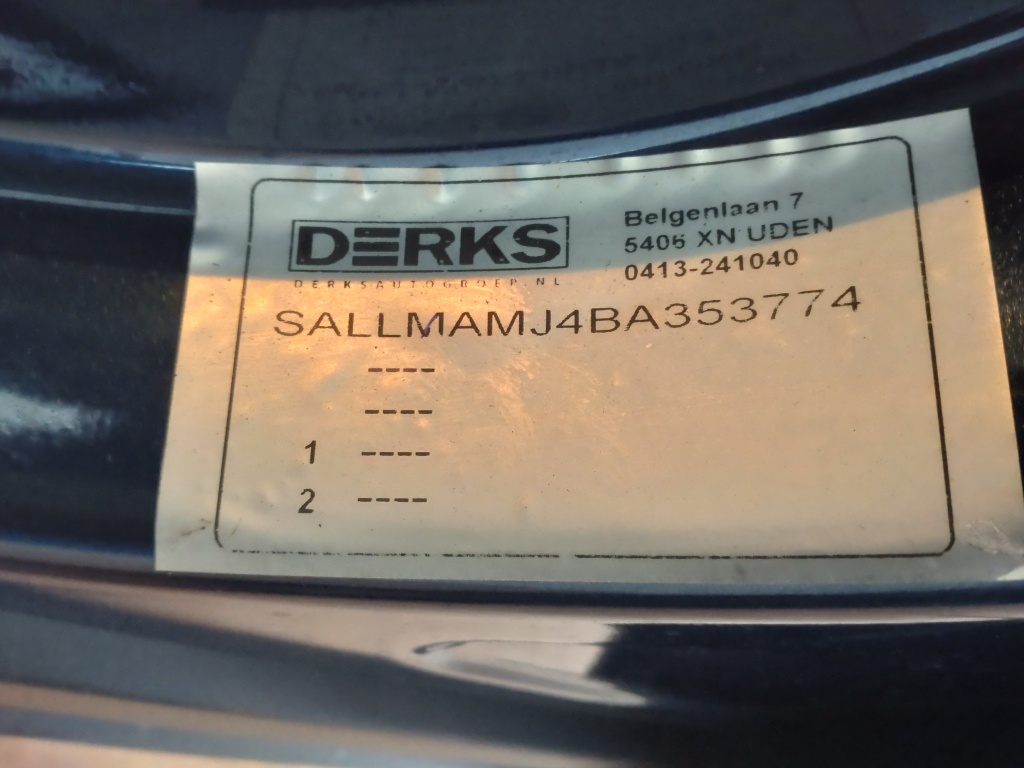 DERKS
DERKSAUTOGROEP.NL
Belgenlaan 7
5406 XN UDEN
0413-241040
SALLMAMJ4BA353774
----
----
1 ----
2 ----